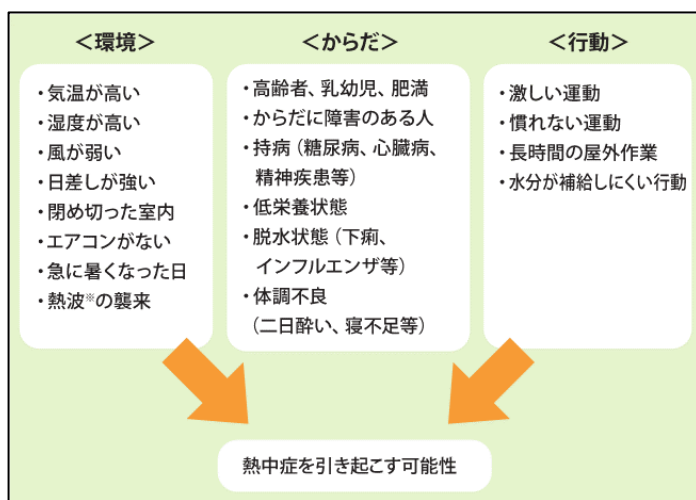 ＜環境＞
・気温が高い
・湿度が高い
・風が弱い
・日差しが強い
・閉め切った室内
・エアコンがない
・急に暑くなった日
・熱波※の襲来
＜からだ＞
・高齢者、乳幼児、肥満
・からだに障害のある人
・持病（糖尿病、心臓病、
精神疾患等）
・低栄養状態
・脱水状態（下痢、
インフルエンザ等）
・体調不良
（二日酔い、寝不足等）
＜行動＞
・激しい運動
・慣れない運動
・長時間の屋外作業
・水分が補給しにくい行動
熱中症を引き起こす可能性